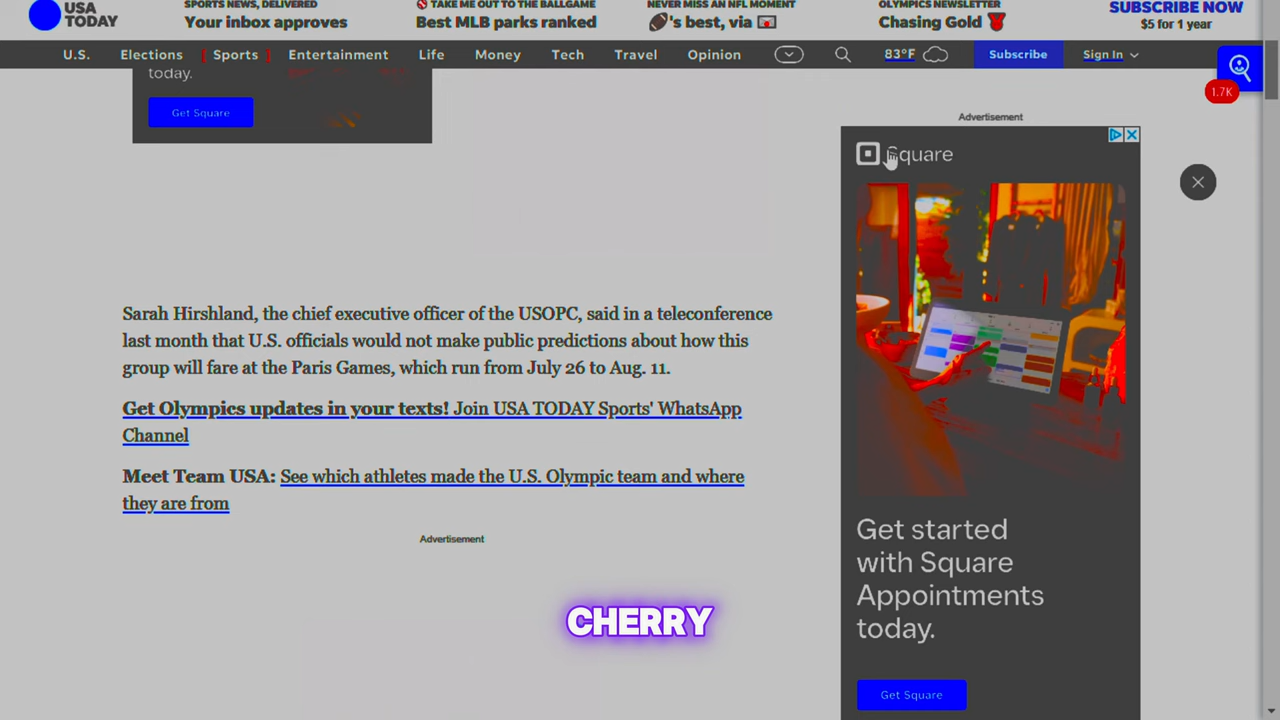 USA
TODAY
SPORTS NEWS, DELIVERED
Your inbox approves
TAKE ME OUT TO THE BALLGAME
Best MLB parks ranked
NEVER MISS AN NFL MOMENT
🏈's best, via 💌
OLYMPICS NEWSLETTER
Chasing Gold 🏅
SUBSCRIBE NOW
$5 for 1 year
U.S. Elections Sports Entertainment Life Money Tech Travel Opinion 83°F Subscribe Sign In
1.7K
today.
Get Square
Advertisement
Square
Sarah Hirshland, the chief executive officer of the USOPC, said in a teleconference
last month that U.S. officials would not make public predictions about how this
group will fare at the Paris Games, which run from July 26 to Aug. 11.
Get Olympics updates in your texts! Join USA TODAY Sports' WhatsApp
Channel
Meet Team USA: See which athletes made the U.S. Olympic team and where
they are from
Advertisement
CHERRY
Get started
with Square
Appointments
today.
Get Square